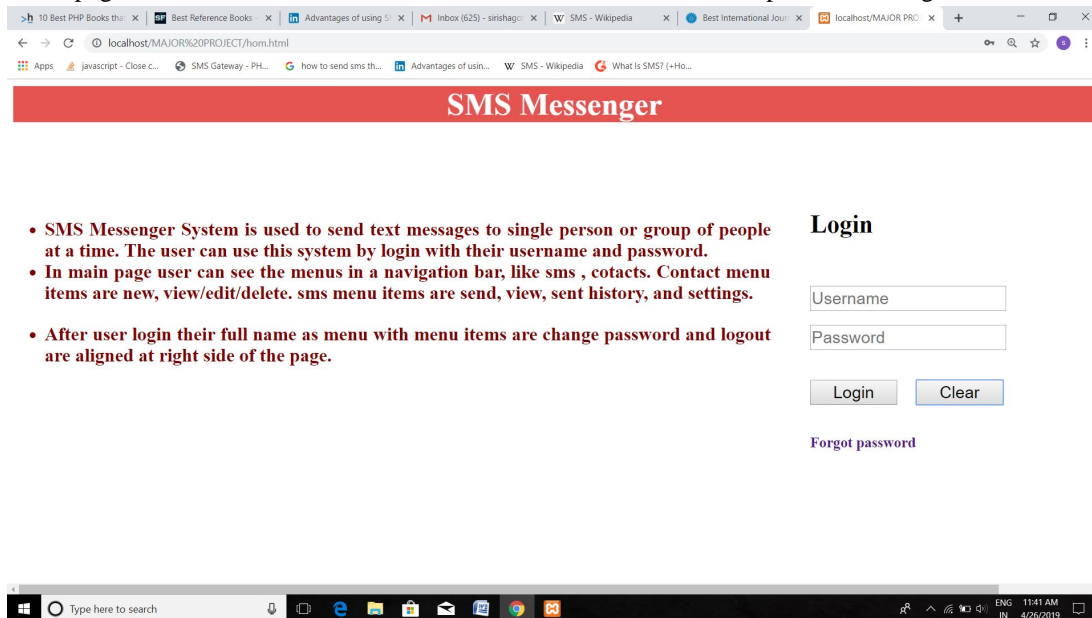 >h 10 Best PHP Books tha
SF Best Reference Books -
in Advantages of using S
M Inbox (625) - sirishago
W SMS - Wikipedia
Best International Jour
localhost/MAJOR PRO
localhost/MAJOR%20PROJECT/hom.html
s
Apps
javascript - Close c...
SMS Gateway - PH...
G how to send sms th...
in Advantages of usin...
W SMS - Wikipedia
What Is SMS? (+Ho...
SMS Messenger
• SMS Messenger System is used to send text messages to single person or group of people
at a time. The user can use this system by login with their username and password.
• In main page user can see the menus in a navigation bar, like sms , cotacts. Contact menu
items are new, view/edit/delete. sms menu items are send, view, sent history, and settings.
• After user login their full name as menu with menu items are change password and logout
are aligned at right side of the page.
Login
Username
Password
Login Clear
Forgot password
Type here to search
ENG 11:41 AM
IN 4/26/2019